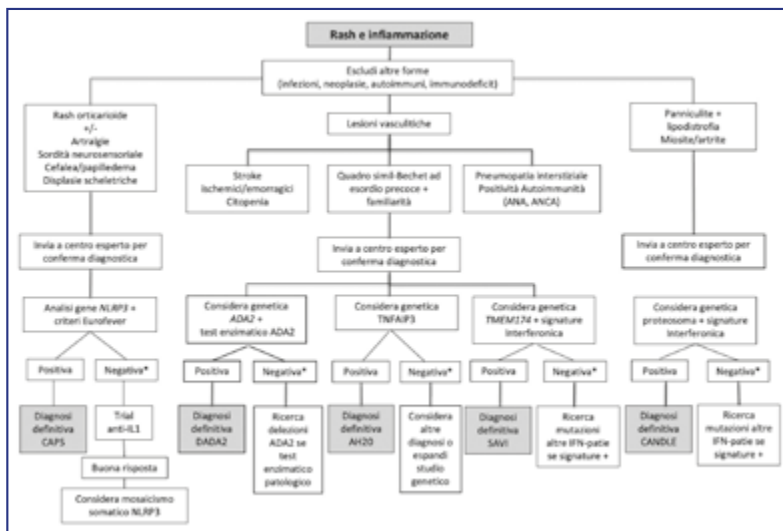 Rash e infiammazione
Escludi altre forme
(infezioni, neoplasie, autoimmuni, immunodeficit)
Rash orticarioide
+/-
Artralgie
Sordità neurosensoriale
Cefalea/papilledema
Displasie scheletriche
Lesioni vasculitiche
Panniculite +
lipodistrofia
Miosite/artrite
Stroke
Ischemici/emorragici
Citopenia
Quadro simil-Bechet ad
esordio precoce +
familiarità
Pneumopatia interstiziale
Positività Autoimmunità
(ANA, ANCA)
Invia a centro esperto per
conferma diagnostica
Invia a centro esperto per
conferma diagnostica
Invia a centro esperto per
conferma diagnostica
Analisi gene NLRP3 +
criteri Eurofever
Considera genetica
ADA2 +
test enzimatico ADA2
Considera genetica
TNFAIP3
Considera genetica
TMEM174 + signature
Interferonica
Considera genetica
proteosoma + signature
Interferonica
Positiva
Negativa*
Positiva
Negativa*
Positiva
Negativa*
Positiva
Negativa*
Positiva
Negativa*
Diagnosi
definitiva
CAPS
Trial
anti-IL1
Buona risposta
Considera mosaicismo
somatico NLRP3
Diagnosi
definitiva
DADA2
Ricerca
delezioni
ADA2 se
test
enzimatico
patologico
Diagnosi
definitiva
AH20
Considera
altre
diagnosi o
espandi
studio
genetico
Diagnosi
definitiva
SAVI
Ricerca
mutazioni
altre IFN-patie
se signature +
Diagnosi
definitiva
CANDLE
Ricerca
mutazioni altre
IFN-patie se
signature +